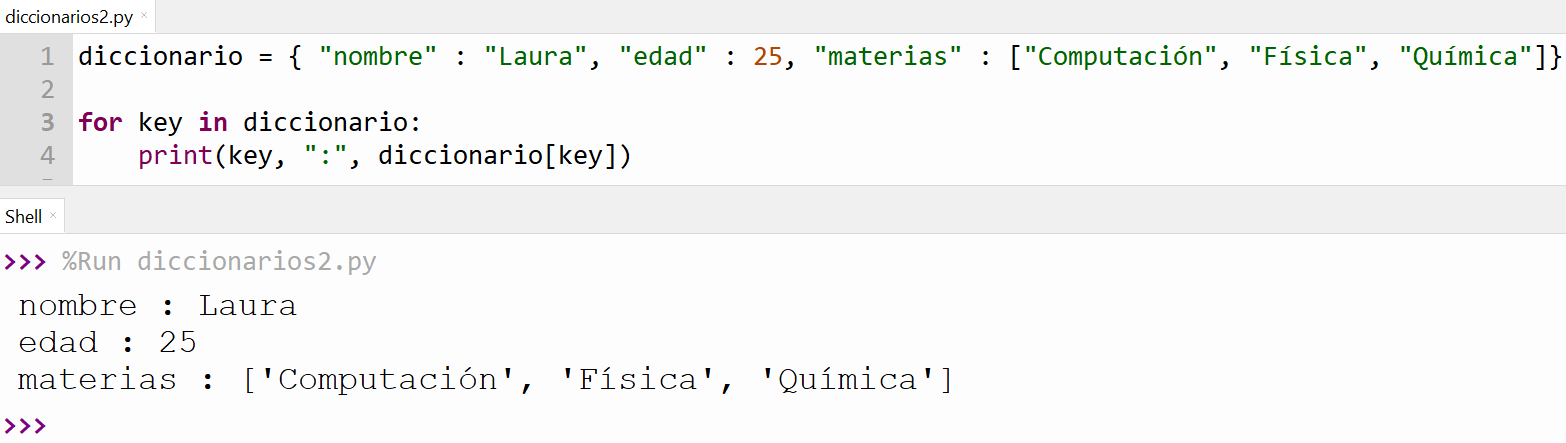 diccionarios2.py ×
1 diccionario = { "nombre" : "Laura", "edad" : 25, "materias" : ["Computación", "Física", "Química"]}
2
3 for key in diccionario:
4     print(key, ":", diccionario[key])
Shell ×
>>> %Run diccionarios2.py
nombre : Laura
edad : 25
materias : ['Computación', 'Física', 'Química']
>>>